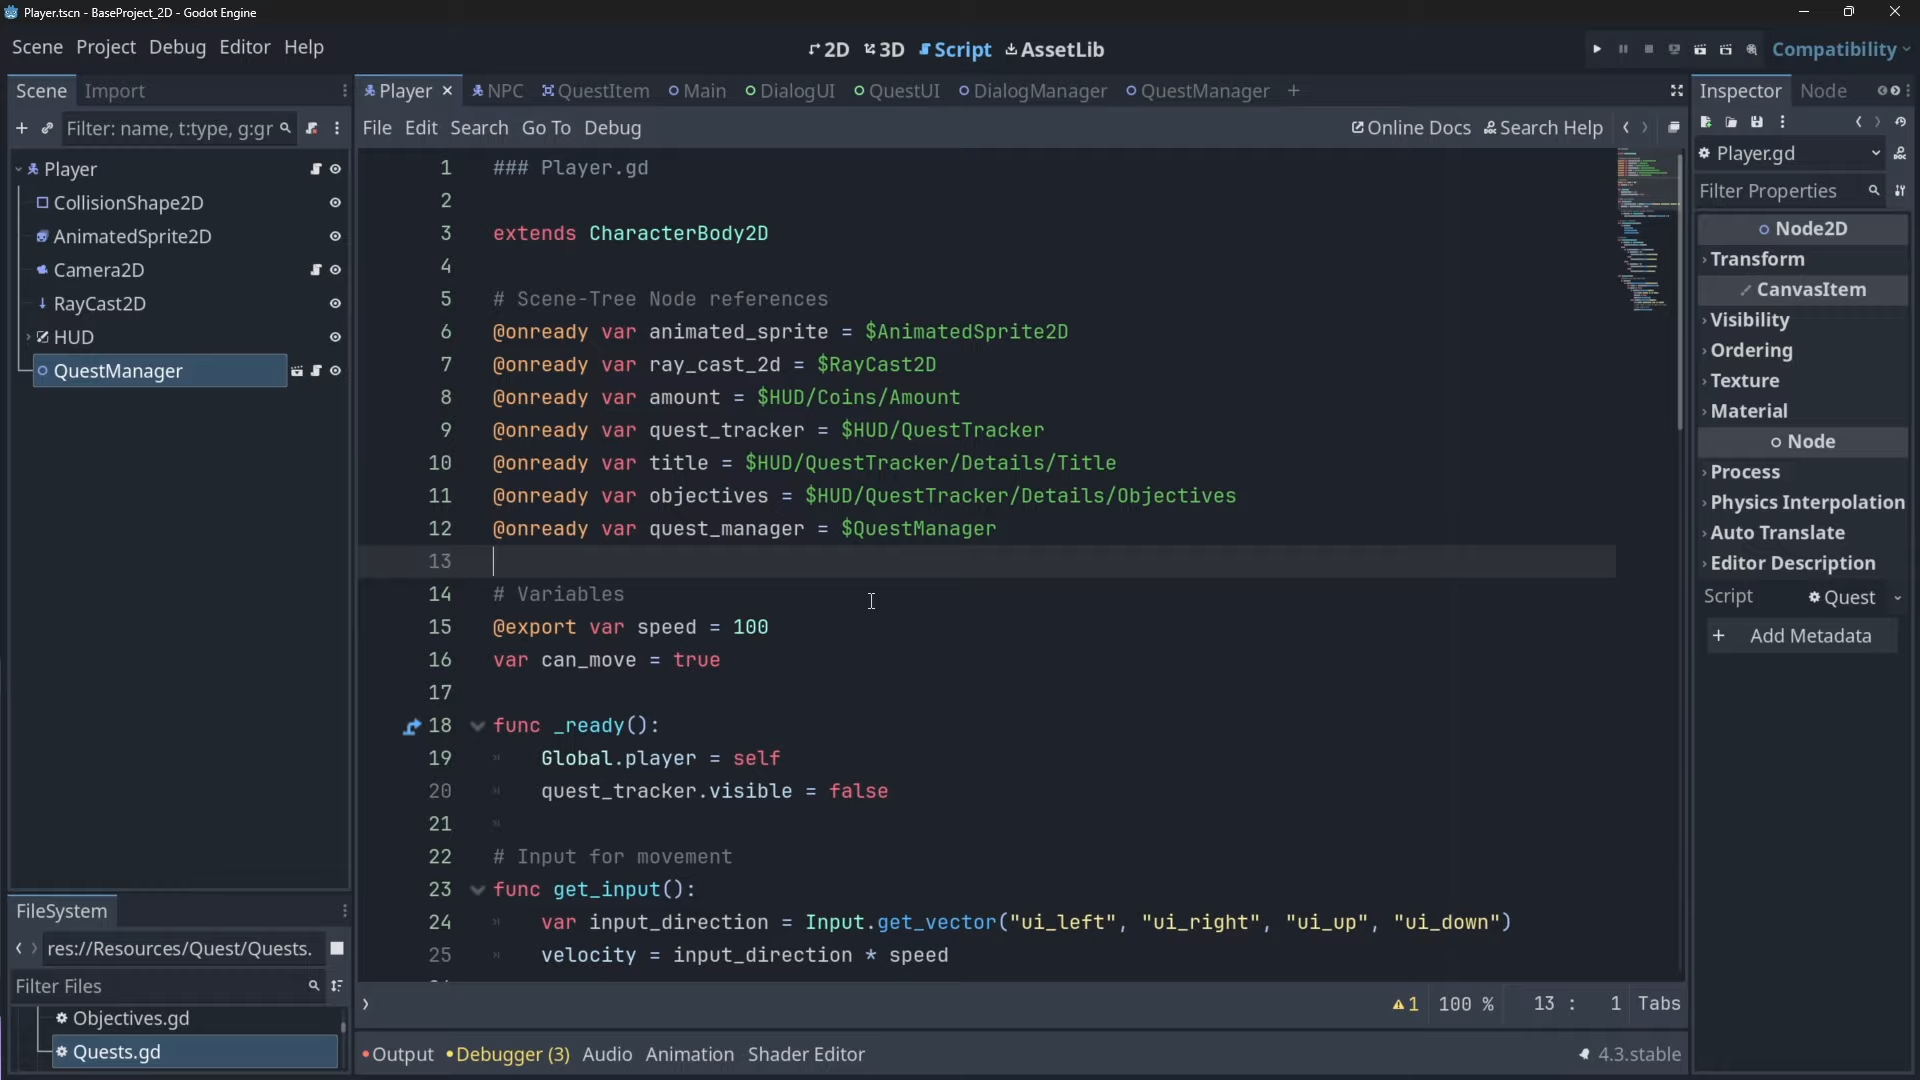 Player.tscn - BaseProject_2D - Godot Engine
Scene Project Debug Editor Help
2D 3D Script AssetLib
Compatibility
Scene Import
Filter: name, t:type, g:gr
Player
CollisionShape2D
AnimatedSprite2D
Camera2D
RayCast2D
HUD
QuestManager
FileSystem
res://Resources/Quest/Quests.
Filter Files
Objectives.gd
Quests.gd
Player NPC QuestItem Main DialogUI QuestUI DialogManager QuestManager
File Edit Search Go To Debug
Online Docs Search Help
1 ### Player.gd
2
3 extends CharacterBody2D
4
5 # Scene-Tree Node references
6 @onready var animated_sprite = $AnimatedSprite2D
7 @onready var ray_cast_2d = $RayCast2D
8 @onready var amount = $HUD/Coins/Amount
9 @onready var quest_tracker = $HUD/QuestTracker
10 @onready var title = $HUD/QuestTracker/Details/Title
11 @onready var objectives = $HUD/QuestTracker/Details/Objectives
12 @onready var quest_manager = $QuestManager
13
14 # Variables
15 @export var speed = 100
16 var can_move = true
17
18 func _ready():
19 Global.player = self
20 quest_tracker.visible = false
21
22 # Input for movement
23 func get_input():
24 var input_direction = Input.get_vector("ui_left", "ui_right", "ui_up", "ui_down")
25 velocity = input_direction * speed
1 100 % 13 : 1 Tabs
Output Debugger (3) Audio Animation Shader Editor
4.3.stable
Inspector Node
Player.gd
Filter Properties
Node2D
Transform
CanvasItem
Visibility
Ordering
Texture
Material
Node
Process
Physics Interpolation
Auto Translate
Editor Description
Script Quest
+ Add Metadata